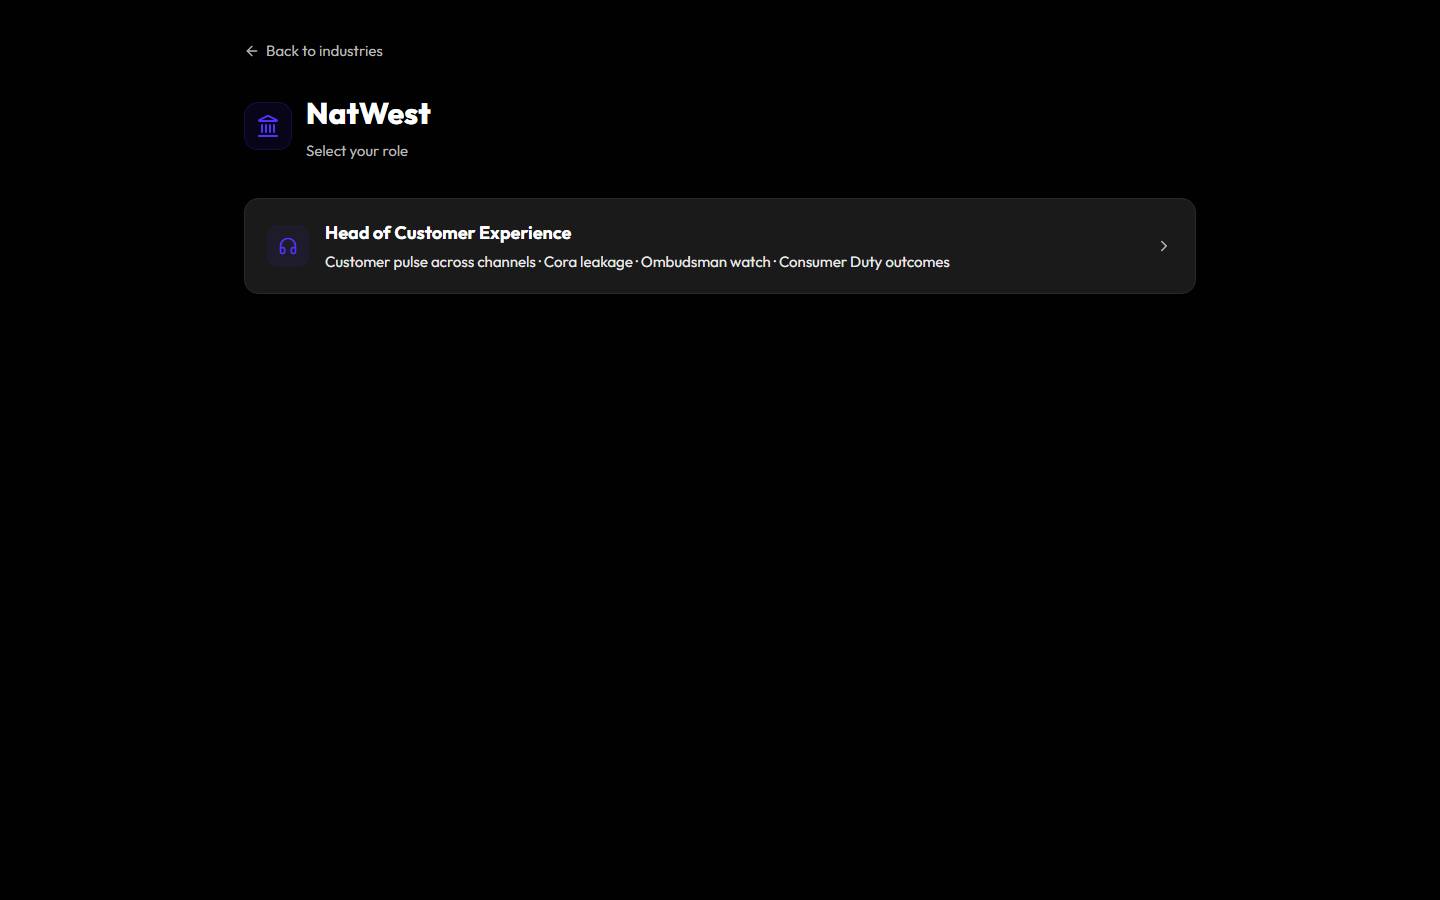 Back to industries
NatWest
Select your role
Head of Customer Experience
Customer pulse across channels · Cora leakage · Ombudsman watch · Consumer Duty outcomes